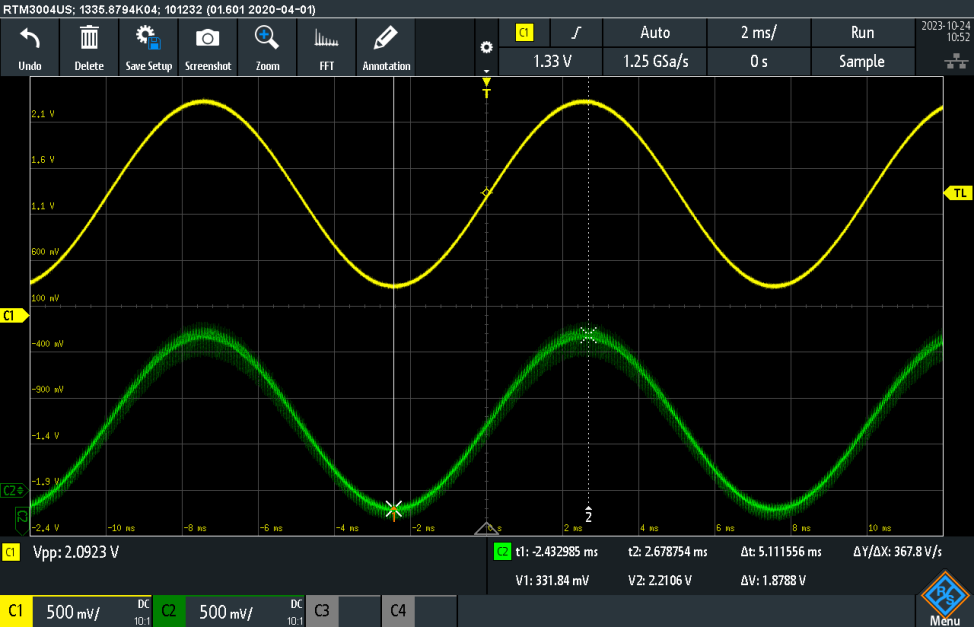 RTM3004US; 1335.8794K04; 101232 (01.601 2020-04-01)
Undo Delete Save Setup Screenshot Zoom FFT Annotation
C1 Auto 2 ms/ Run
1.33 V 1.25 GSa/s 0 s Sample
2023-10-24
10:52
T
2.1 V
1.6 V
TL
1.1 V
600 mV
100 mV
C1
-400 mV
-900 mV
-1.4 V
-1.9 V
C2
2
C2
-2.4 V -10 ms -8 ms -6 ms -4 ms -2 ms 0 s 2 ms 4 ms 6 ms 8 ms 10 ms
C1 Vpp: 2.0923 V
C2 t1: -2.432985 ms t2: 2.678754 ms Δt: 5.111556 ms ΔY/ΔX: 367.8 V/s
V1: 331.84 mV V2: 2.2106 V ΔV: 1.8788 V
C1 500 mV/ DC 10:1 C2 500 mV/ DC 10:1 C3 C4
R&S
Menu